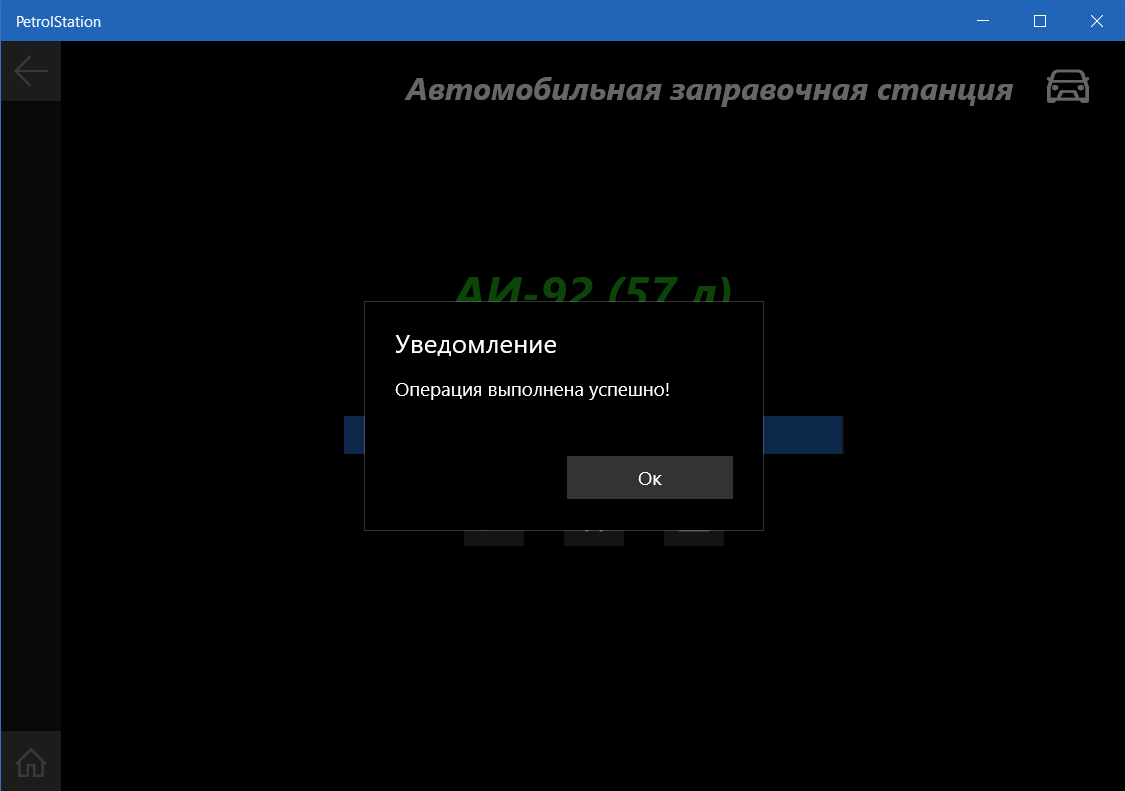 PetrolStation
Автомобильная заправочная станция
АИ-92 (57 л)
Уведомление
Операция выполнена успешно!
Ок